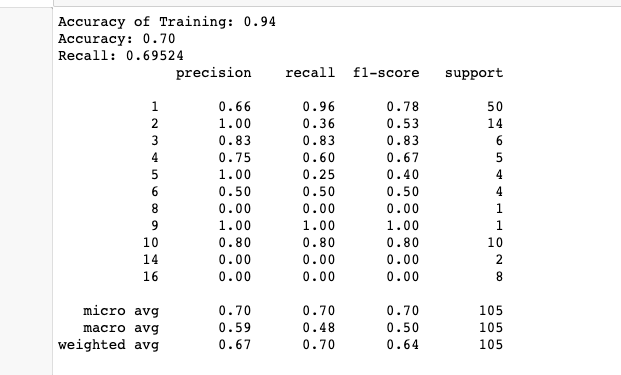 Accuracy of Training: 0.94
Accuracy: 0.70
Recall: 0.69524
precision recall f1-score support
1 0.66 0.96 0.78 50
2 1.00 0.36 0.53 14
3 0.83 0.83 0.83 6
4 0.75 0.60 0.67 5
5 1.00 0.25 0.40 4
6 0.50 0.50 0.50 4
8 0.00 0.00 0.00 1
9 1.00 1.00 1.00 1
10 0.80 0.80 0.80 10
14 0.00 0.00 0.00 2
16 0.00 0.00 0.00 8
micro avg 0.70 0.70 0.70 105
macro avg 0.59 0.48 0.50 105
weighted avg 0.67 0.70 0.64 105